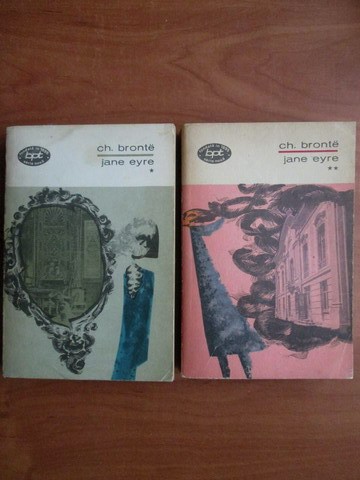 bpt
ch. brontë
jane eyre
*
bpt
ch. brontë
jane eyre
**